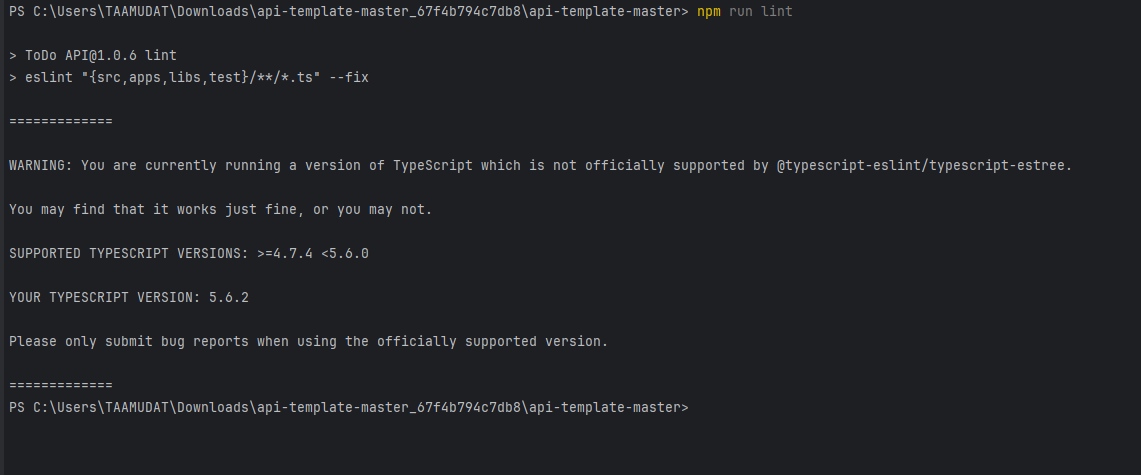 PS C:\Users\TAAMUDAT\Downloads\api-template-master_67f4b794c7db8\api-template-master> npm run lint
> ToDo API@1.0.6 lint
> eslint "{src,apps,libs,test}/**/*.ts" --fix
=============
WARNING: You are currently running a version of TypeScript which is not officially supported by @typescript-eslint/typescript-estree.
You may find that it works just fine, or you may not.
SUPPORTED TYPESCRIPT VERSIONS: >=4.7.4 <5.6.0
YOUR TYPESCRIPT VERSION: 5.6.2
Please only submit bug reports when using the officially supported version.
=============
PS C:\Users\TAAMUDAT\Downloads\api-template-master_67f4b794c7db8\api-template-master>